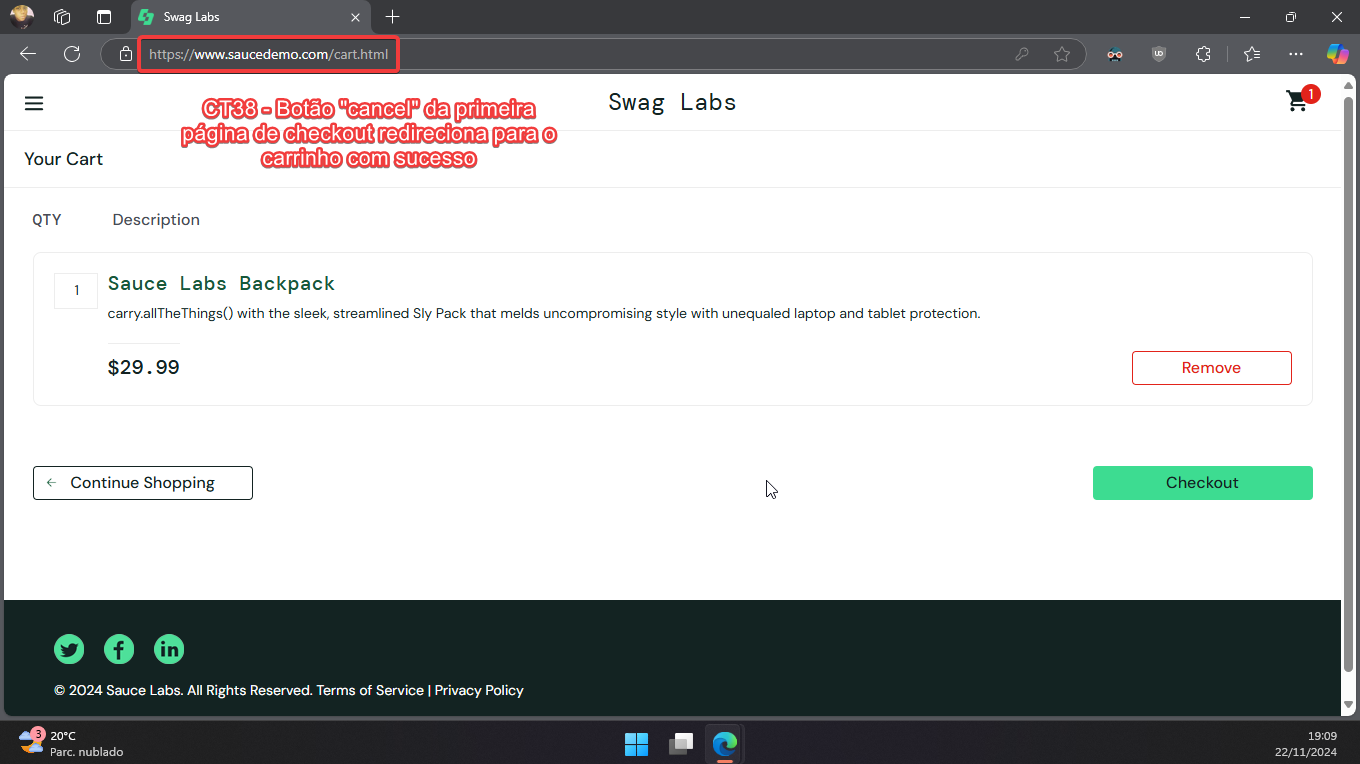 Swag Labs
https://www.saucedemo.com/cart.html
UD
CT38 - Botão "cancel" da primeira
página de checkout redireciona para o
carrinho com sucesso
Swag Labs
1
Your Cart
QTY Description
1
Sauce Labs Backpack
carry.allTheThings() with the sleek, streamlined Sly Pack that melds uncompromising style with unequaled laptop and tablet protection.
$29.99
Remove
Continue Shopping
Checkout
© 2024 Sauce Labs. All Rights Reserved. Terms of Service | Privacy Policy
3
20°C
Parc. nublado
19:09
22/11/2024